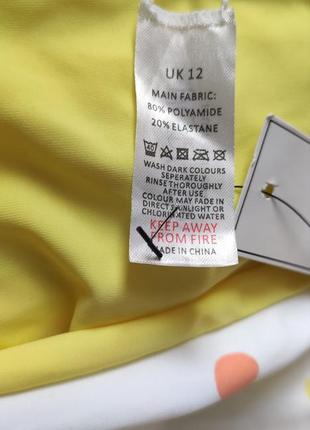 UK 12
MAIN FABRIC:
80% POLYAMIDE
20% ELASTANE
40
WASH DARK COLOURS
SEPERATELY
RINSE THOROUGHLY
AFTER USE
COLOUR MAY FADE IN
DIRECT SUNLIGHT OR
CHLORINATED WATER
KEEP AWAY
FROM FIRE
MADE IN CHINA